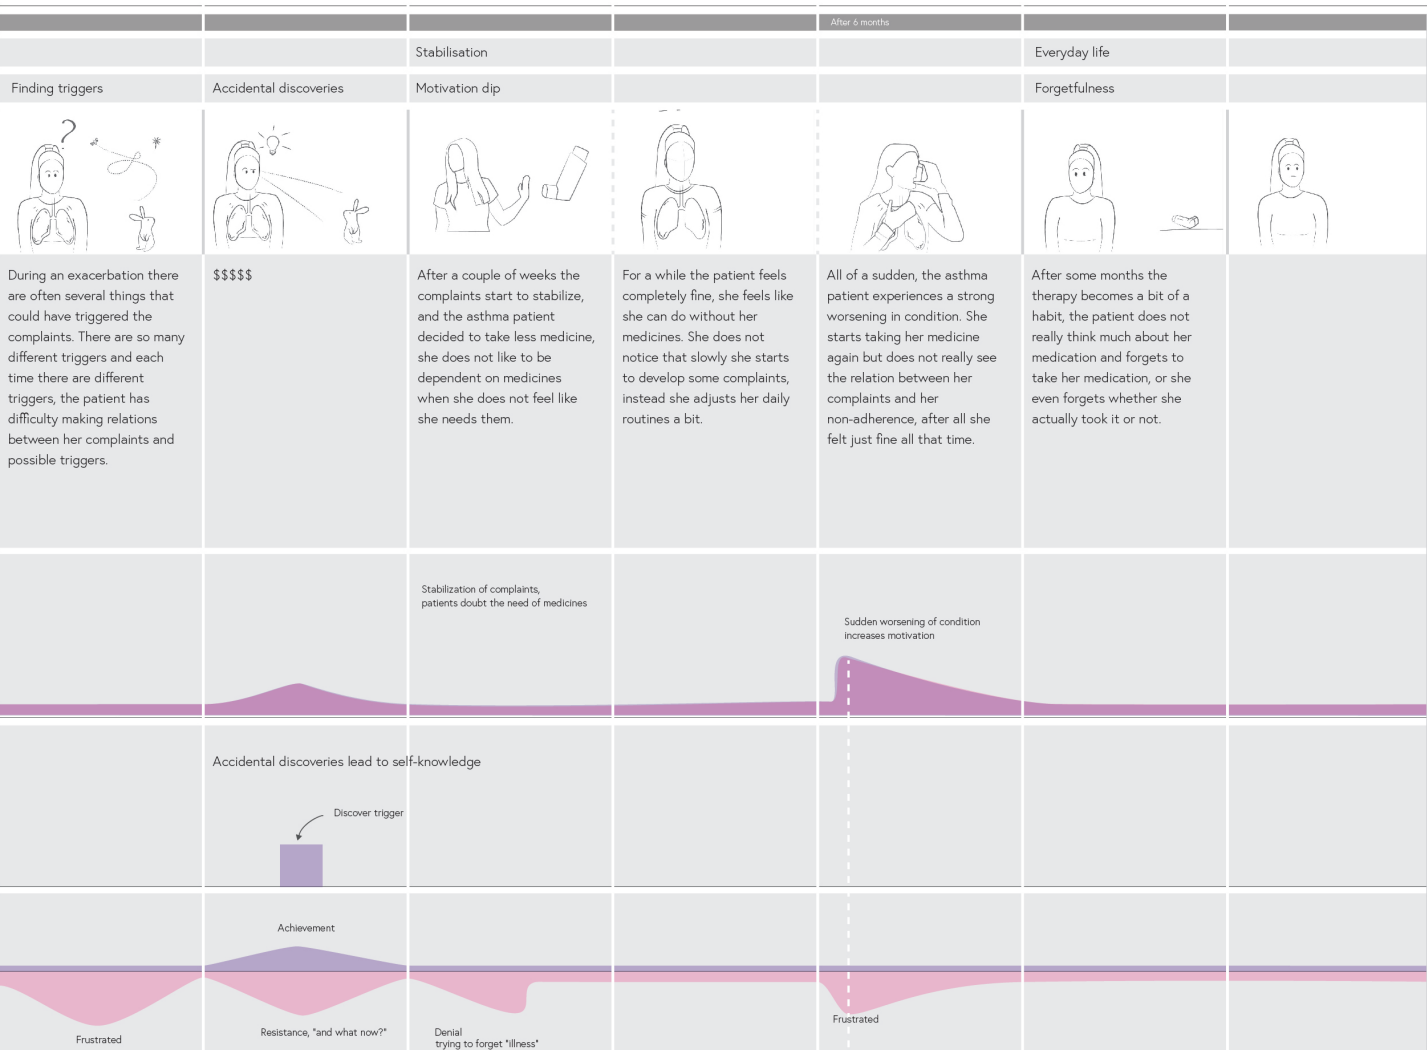 After 6 months
Stabilisation
Everyday life
Finding triggers
Accidental discoveries
Motivation dip
Forgetfulness
?
During an exacerbation there
are often several things that
could have triggered the
complaints. There are so many
different triggers and each
time there are different
triggers, the patient has
difficulty making relations
between her complaints and
possible triggers.
$$$$$
After a couple of weeks the
complaints start to stabilize,
and the asthma patient
decided to take less medicine,
she does not like to be
dependent on medicines
when she does not feel like
she needs them.
For a while the patient feels
completely fine, she feels like
she can do without her
medicines. She does not
notice that slowly she starts
to develop some complaints,
instead she adjusts her daily
routines a bit.
All of a sudden, the asthma
patient experiences a strong
worsening in condition. She
starts taking her medicine
again but does not really see
the relation between her
complaints and her
non-adherence, after all she
felt just fine all that time.
After some months the
therapy becomes a bit of a
habit, the patient does not
really think much about her
medication and forgets to
take her medication, or she
even forgets whether she
actually took it or not.
Stabilization of complaints,
patients doubt the need of medicines
Sudden worsening of condition
increases motivation
Accidental discoveries lead to self-knowledge
Discover trigger
Achievement
Frustrated
Resistance, "and what now?"
Denial
trying to forget "illness"
Frustrated